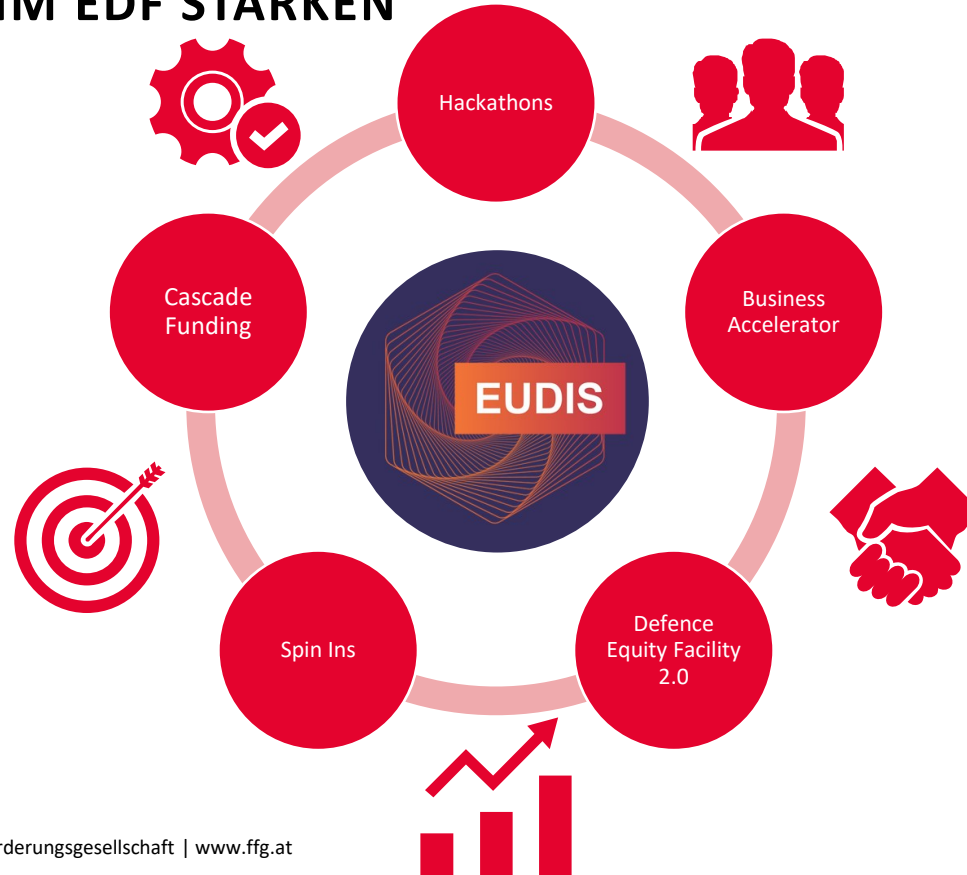 IM EDF STÄRKEN
Hackathons
Cascade
Funding
Business
Accelerator
EUDIS
Spin Ins
Defence
Equity Facility
2.0
rderungsgesellschaft | www.ffg.at